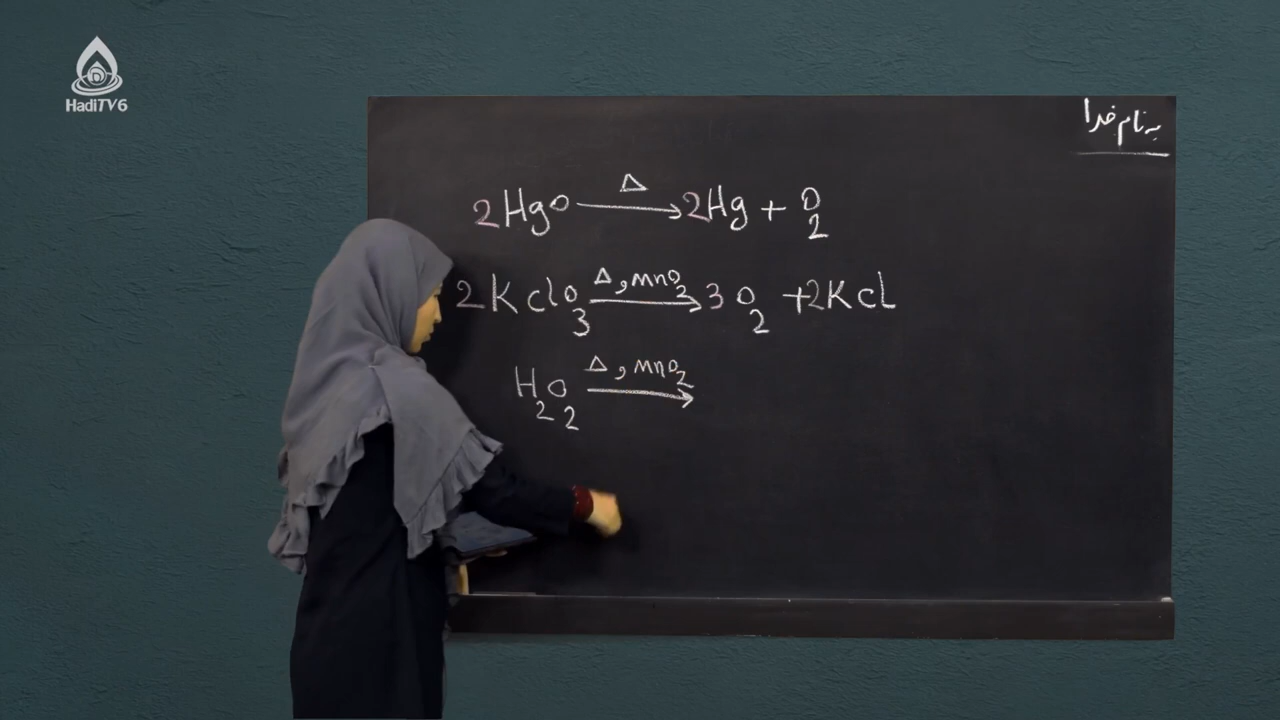 HadiTV6
به نام خدا
2HgO Δ→ 2Hg + O2
2KClO3 Δ, MnO2→ 3O2 + 2KCl
H2O2 Δ, MnO2→